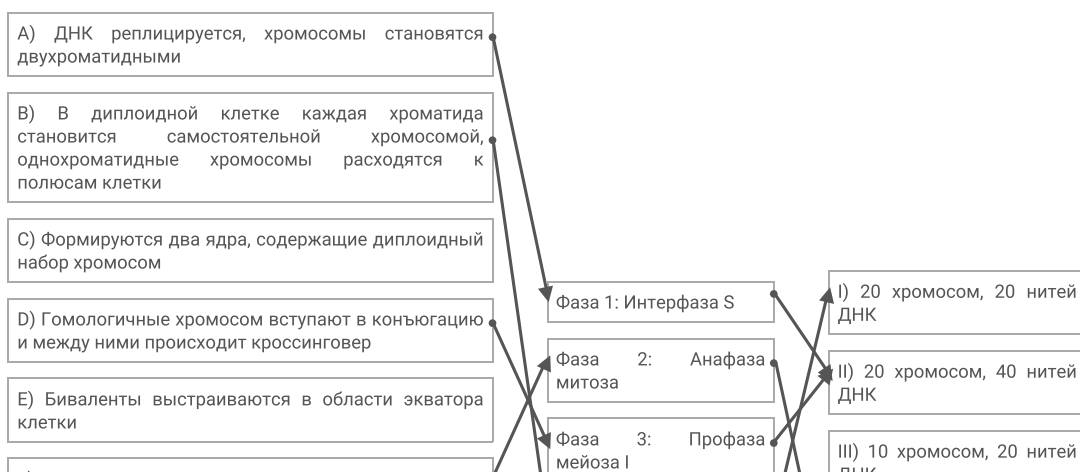 A) ДНК реплицируется, хромосомы становятся
двухроматидными
B) В диплоидной клетке каждая хроматида
становится самостоятельной хромосомой,
однохроматидные хромосомы расходятся к
полюсам клетки
C) Формируются два ядра, содержащие диплоидный
набор хромосом
D) Гомологичные хромосом вступают в конъюгацию
и между ними происходит кроссинговер
E) Биваленты выстраиваются в области экватора
клетки
Фаза 1: Интерфаза S
Фаза 2: Анафаза
митоза
Фаза 3: Профаза
мейоза I
I) 20 хромосом, 20 нитей
ДНК
II) 20 хромосом, 40 нитей
ДНК
III) 10 хромосом, 20 нитей
ДНК